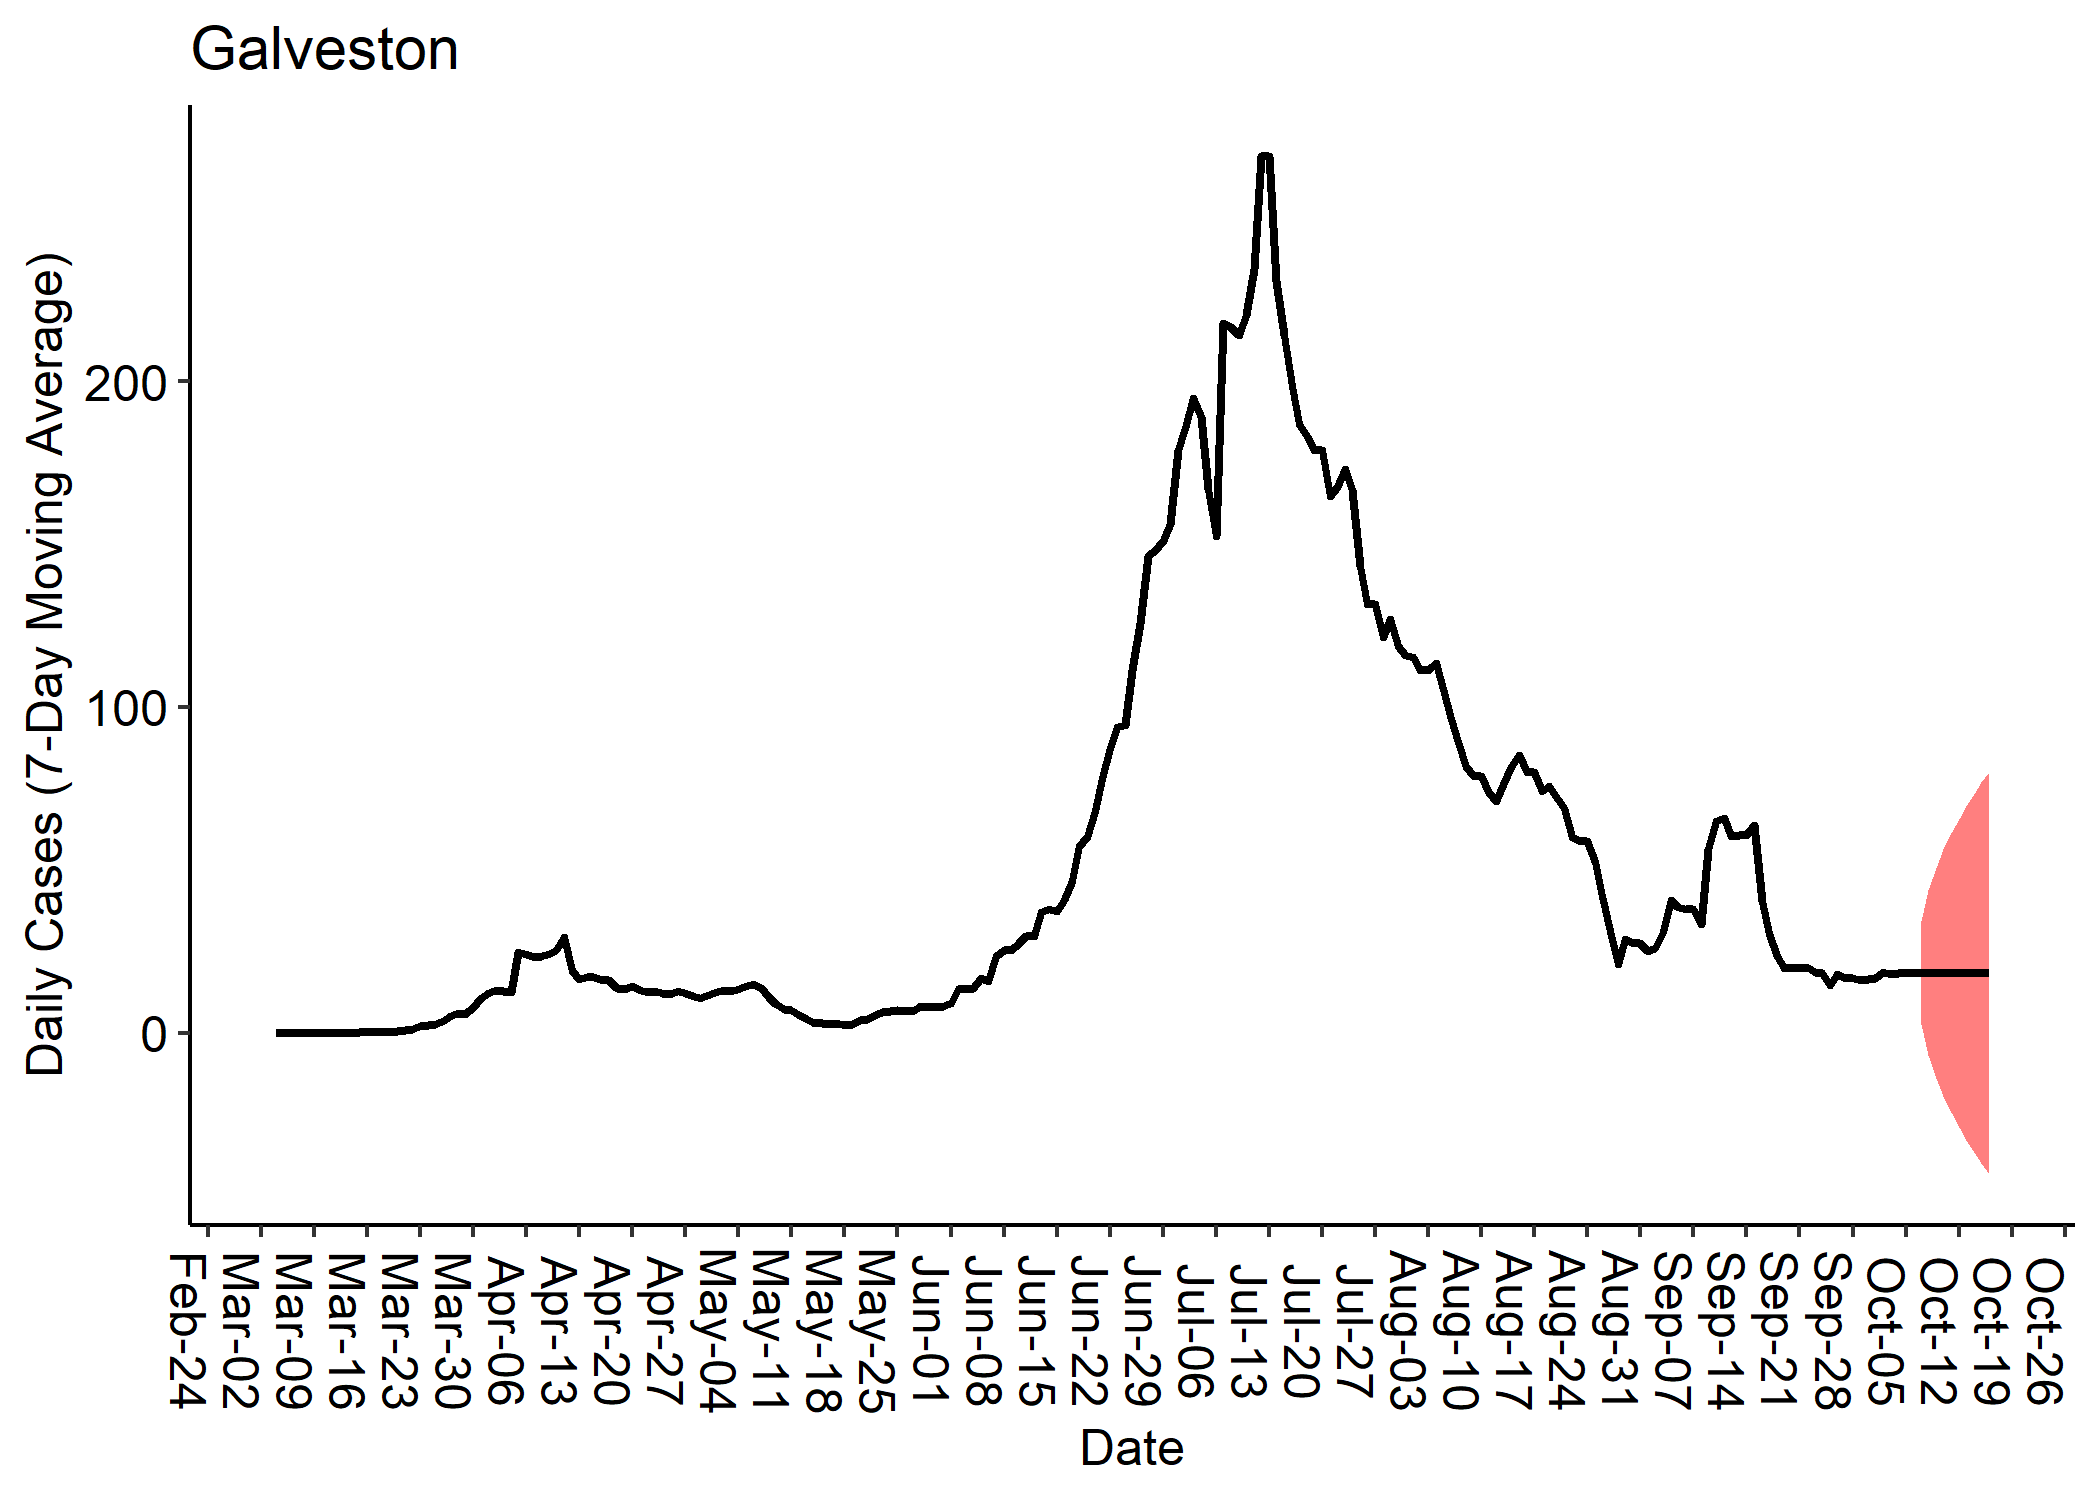 Galveston
Daily Cases (7-Day Moving Average)
200
100
0
Feb-24
Mar-02
Mar-09
Mar-16
Mar-23
Mar-30
Apr-06
Apr-13
Apr-20
Apr-27
May-04
May-11
May-18
May-25
Jun-01
Jun-08
Jun-15
Jun-22
Jun-29
Jul-06
Jul-13
Jul-20
Jul-27
Aug-03
Aug-10
Aug-17
Aug-24
Aug-31
Sep-07
Sep-14
Sep-21
Sep-28
Oct-05
Oct-12
Oct-19
Oct-26
Date